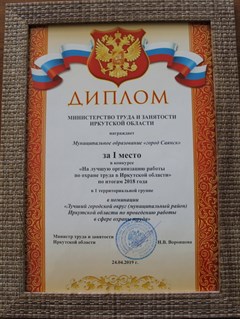 ДИПЛОМ
МИНИСТЕРСТВО ТРУДА И ЗАНЯТОСТИ
ИРКУТСКОЙ ОБЛАСТИ
награждает
Муниципальное образование «город Саянск»
за I место
в конкурсе
«На лучшую организацию работы
по охране труда в Иркутской области»
по итогам 2018 года
в 1 территориальной группе
в номинации
«Лучший городской округ (муниципальный район)
Иркутской области по проведению работы
в сфере охраны труда»
Министр труда и занятости
Иркутской области
Н.В. Воронцова
24.04.2019 г.